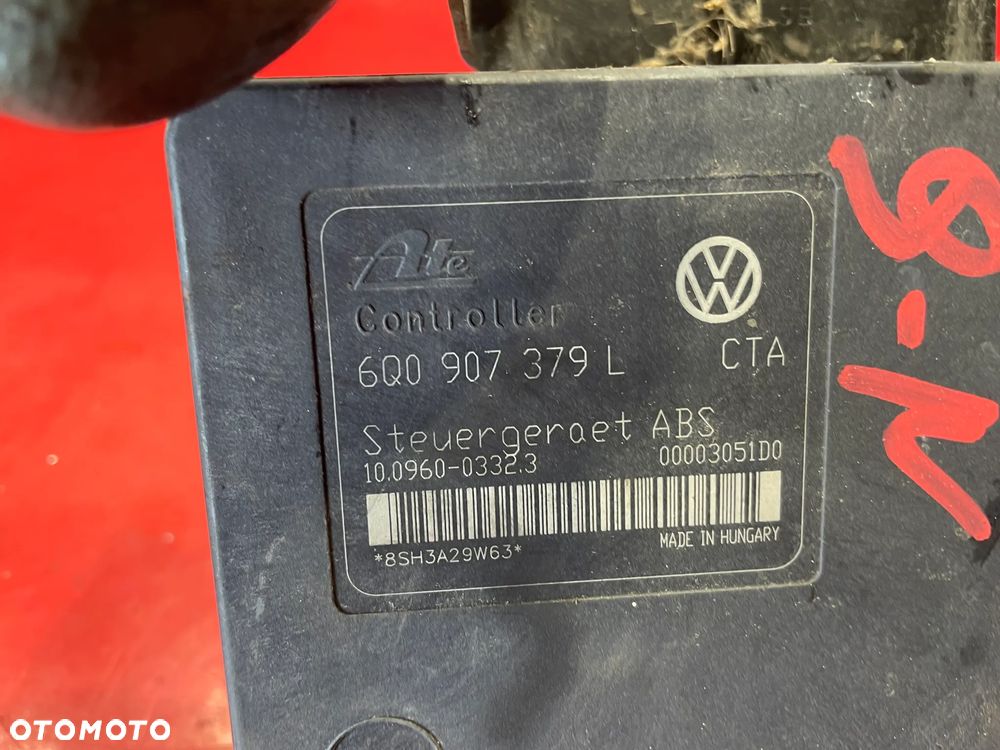 Ate
Controller
6Q0 907 379 L CTA
Steuergeraet ABS
10.0960-0332.3 00003051D0
*8SH3A29W63*
MADE IN HUNGARY
OTOMOTO